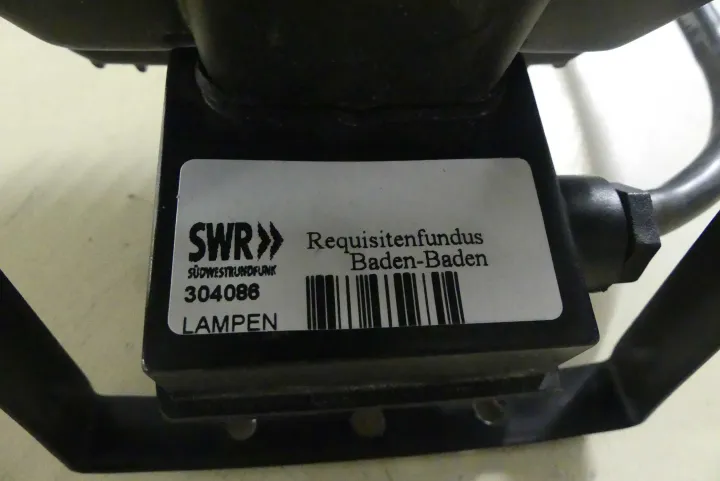 SWR»
SÜDWESTRUNDFUNK
304086
LAMPEN
Requisitenfundus
Baden-Baden